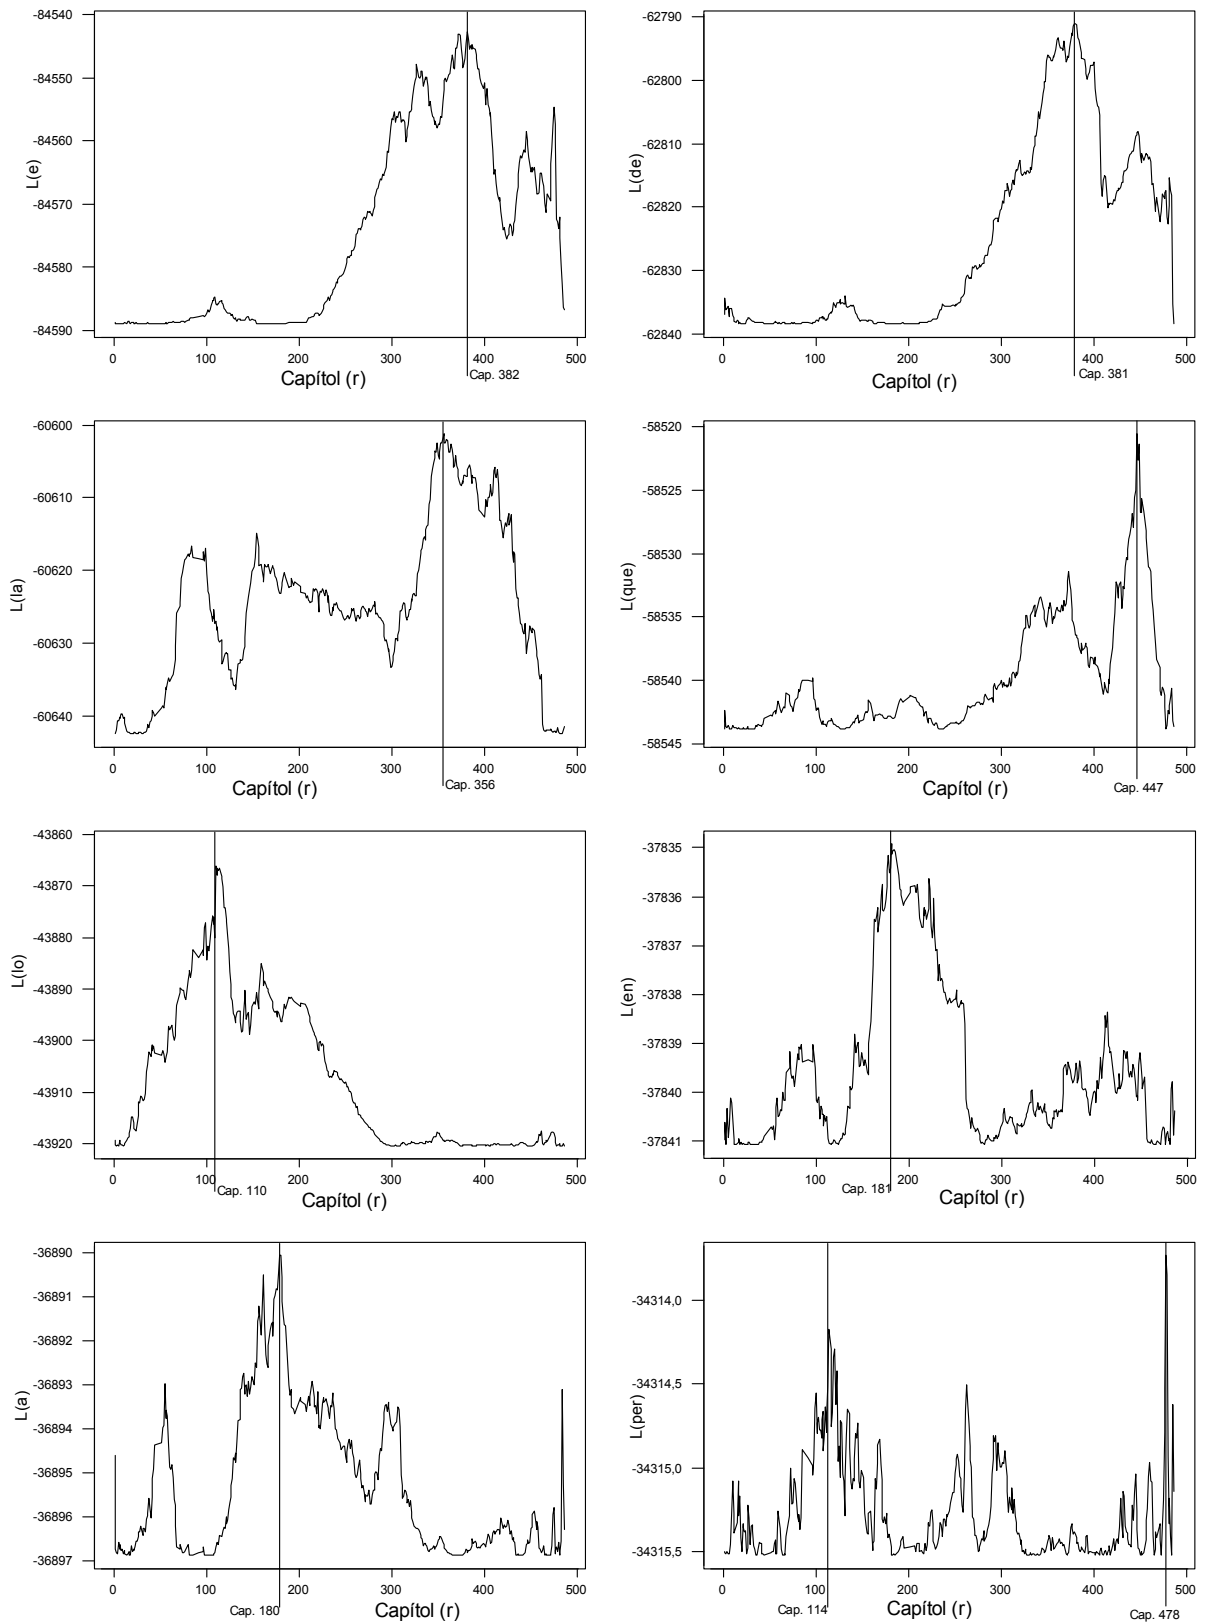 -84540
-84550
-84560
-84570
-84580
-84590
L(e)
0 100 200 300 400 500
Capítol (r)
Cap. 382
-62790
-62800
-62810
-62820
-62830
-62840
L(de)
0 100 200 300 400 500
Capítol (r)
Cap. 381
-60600
-60610
-60620
-60630
-60640
L(la)
0 100 200 300 400 500
Capítol (r)
Cap. 356
-58520
-58525
-58530
-58535
-58540
-58545
L(que)
0 100 200 300 400 500
Capítol (r)
Cap. 447
-43860
-43870
-43880
-43890
-43900
-43910
-43920
L(lo)
0 100 200 300 400 500
Cap. 110
Capítol (r)
-37835
-37836
-37837
-37838
-37839
-37840
-37841
L(en)
0 100 200 300 400 500
Cap. 181
Capítol (r)
-36890
-36891
-36892
-36893
-36894
-36895
-36896
-36897
L(a)
0 100 200 300 400 500
Cap. 180
Capítol (r)
-34314,0
-34314,5
-34315,0
-34315,5
L(per)
0 100 200 300 400 500
Cap. 114
Capítol (r)
Cap. 478